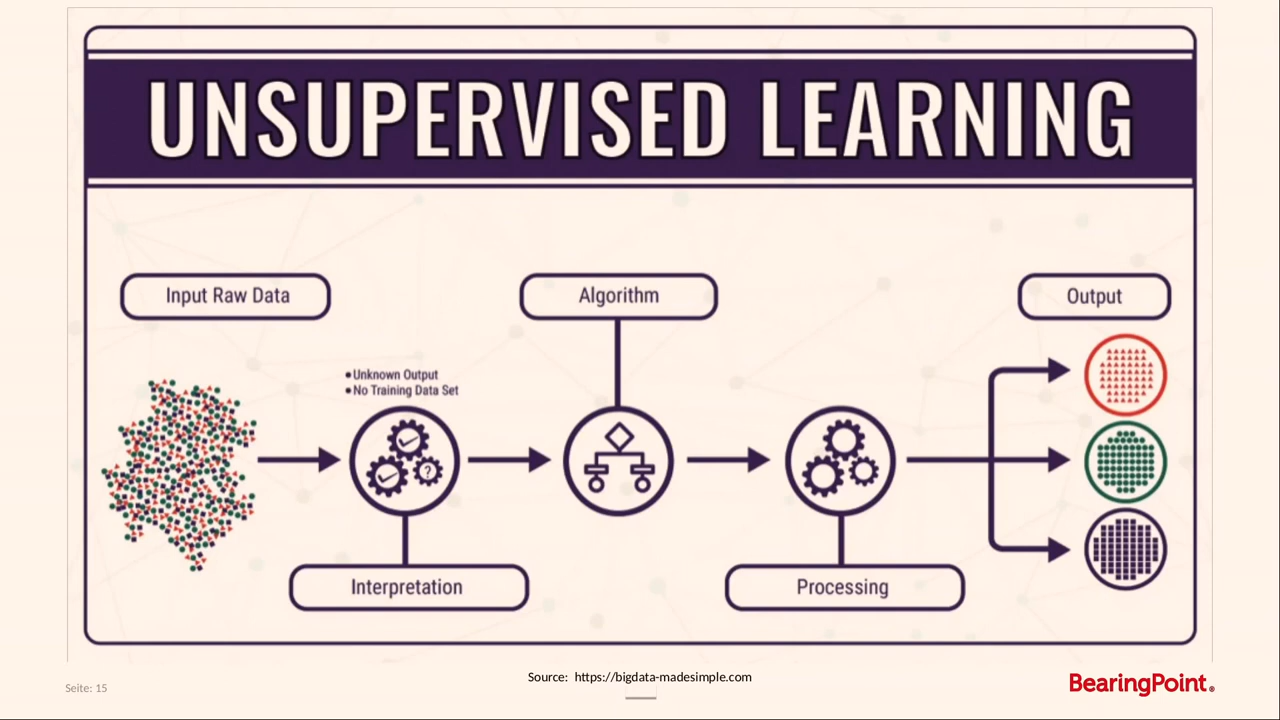 UNSUPERVISED LEARNING
Input Raw Data
Algorithm
Output
•Unknown Output
•No Training Data Set
?
Interpretation
Processing
Source: https://bigdata-madesimple.com
Seite: 15
BearingPoint®